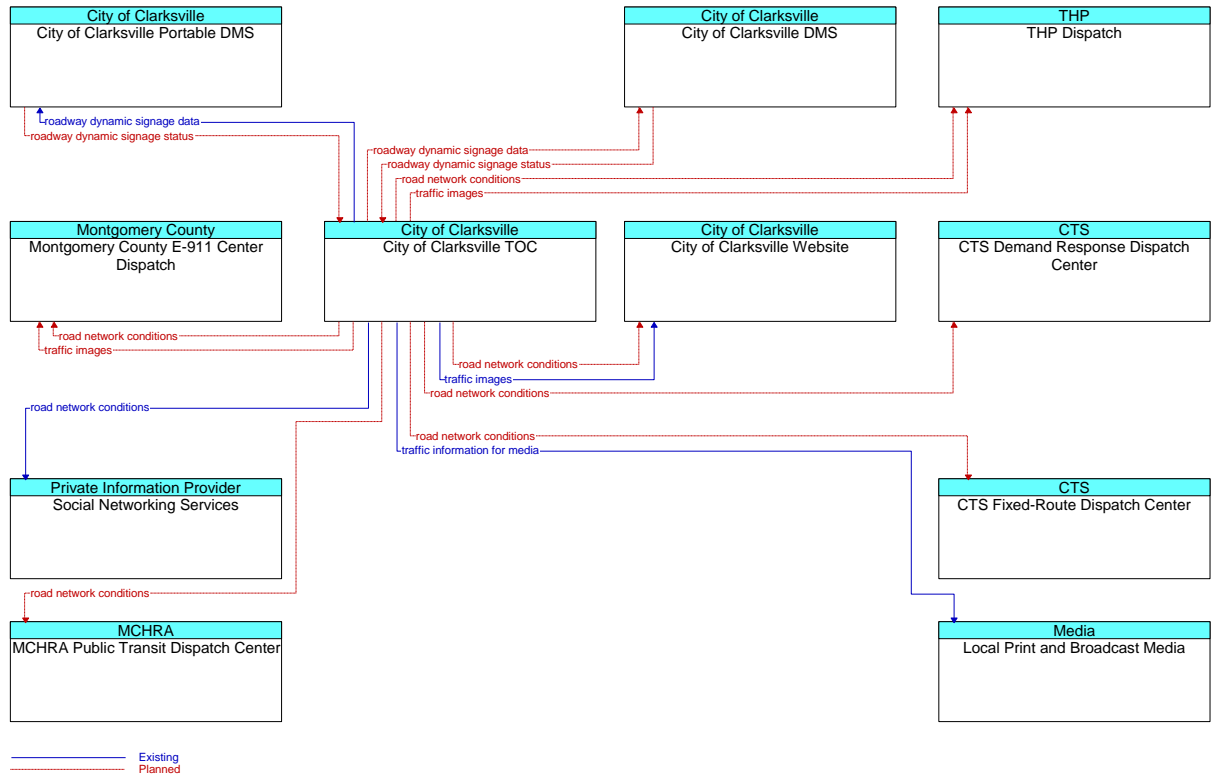 City of Clarksville
City of Clarksville Portable DMS
City of Clarksville
City of Clarksville DMS
THP
THP Dispatch
roadway dynamic signage data
roadway dynamic signage status
roadway dynamic signage data
roadway dynamic signage status
road network conditions
traffic images
Montgomery County
Montgomery County E-911 Center
Dispatch
City of Clarksville
City of Clarksville TOC
City of Clarksville
City of Clarksville Website
CTS
CTS Demand Response Dispatch
Center
road network conditions
traffic images
road network conditions
traffic images
road network conditions
road network conditions
road network conditions
traffic information for media
Private Information Provider
Social Networking Services
CTS
CTS Fixed-Route Dispatch Center
road network conditions
MCHRA
MCHRA Public Transit Dispatch Center
Media
Local Print and Broadcast Media
Existing
Planned